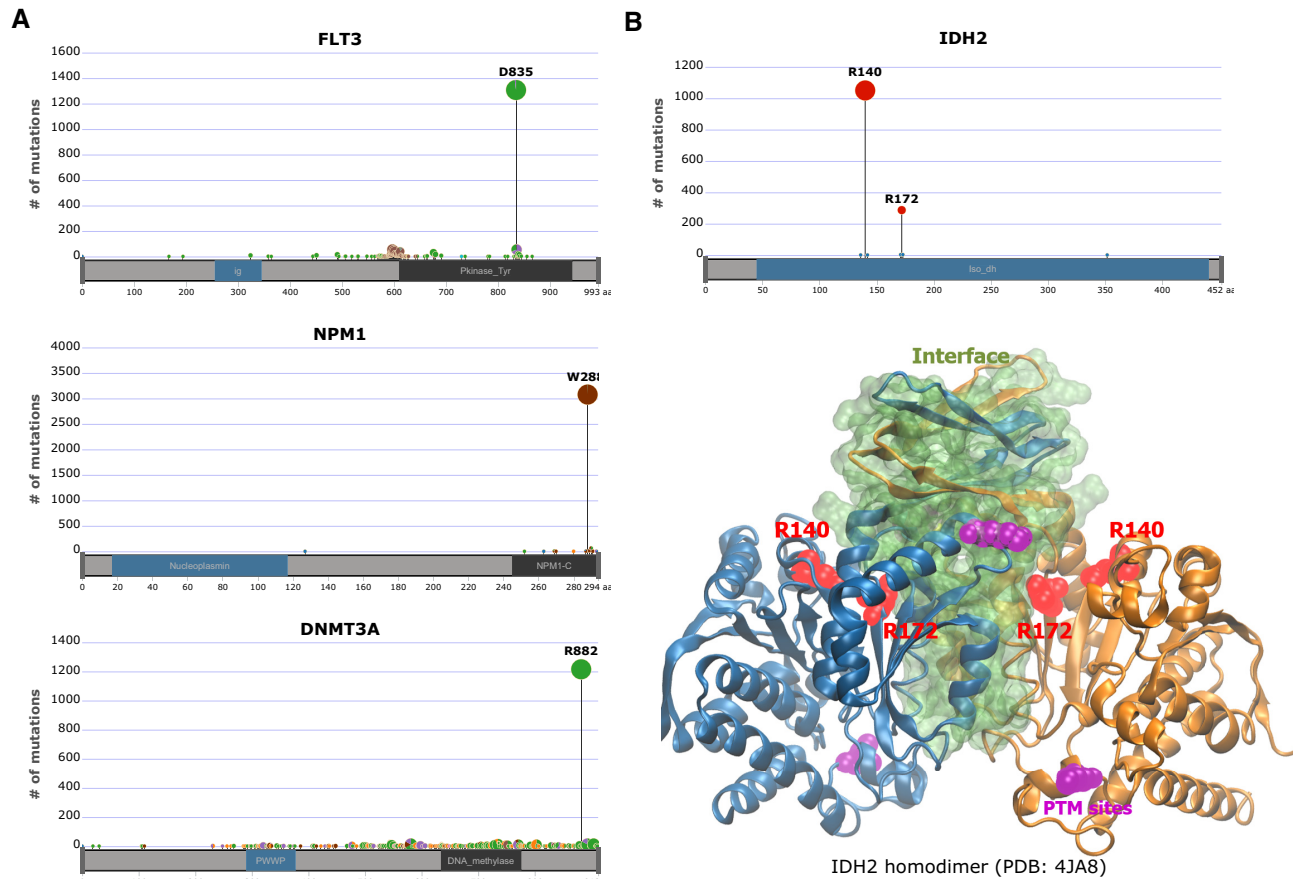 A
FLT3
# of mutations
1600
1400
1200
1000
800
600
400
200
0
D835
ig
Pkinase_Tyr
0 100 200 300 400 500 600 700 800 900 993 aa
NPM1
# of mutations
4000
3500
3000
2500
2000
1500
1000
500
0
W288
Nucleoplasmin
NPM1-C
0 20 40 60 80 100 120 140 160 180 200 220 240 260 280 294
DNMT3A
# of mutations
1400
1200
1000
800
600
400
200
0
R882
PWWP
DNA_methylase
B
IDH2
# of mutations
1200
1000
800
600
400
200
0
R140
R172
Iso_dh
0 50 100 150 200 250 300 350 400 452 aa
Interface
R140
R140
R172
R172
PTM sites
IDH2 homodimer (PDB: 4JA8)